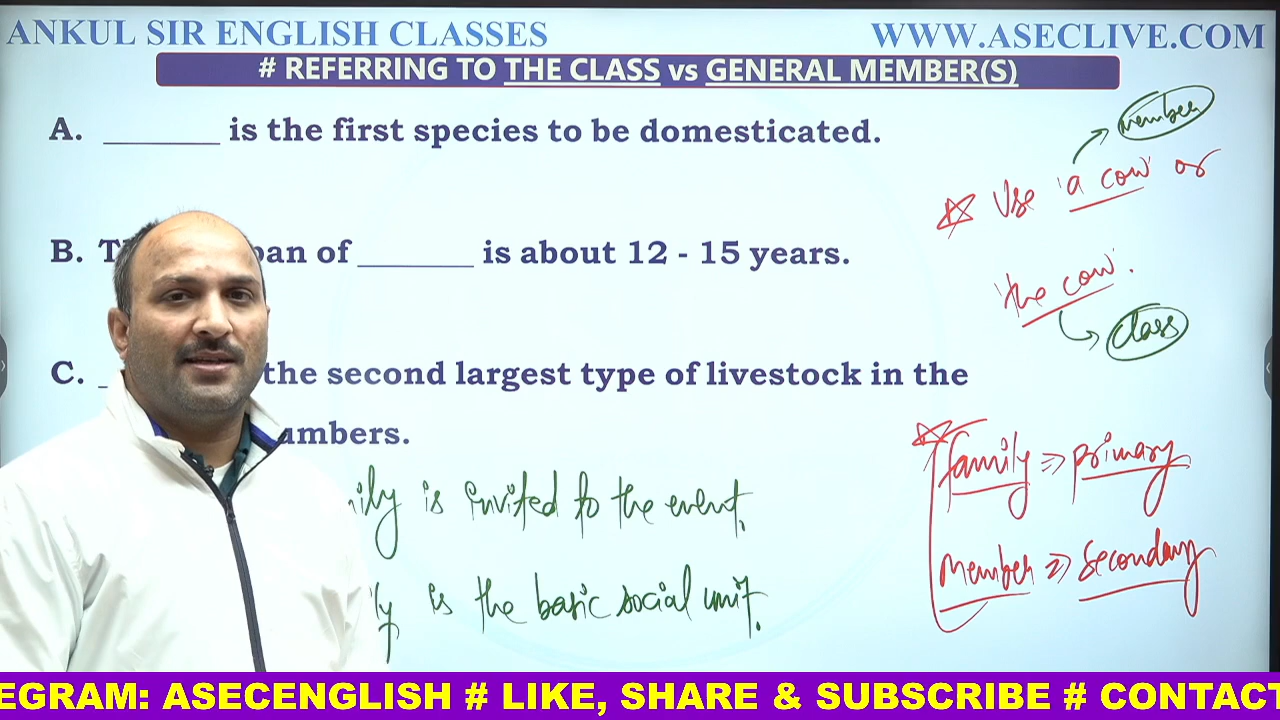 ANKUL SIR ENGLISH CLASSES
WWW.ASECLIVE.COM
# REFERRING TO THE CLASS vs GENERAL MEMBER(S)
A. _______ is the first species to be domesticated.
B. T pan of _______ is about 12 - 15 years.
C. _ the second largest type of livestock in the
umbers.
ily is invited to the event.
ly is the basic social unit.
member
Use 'a cow' or
'the cow'.
class
family => primary
Member => secondary
EGRAM: ASECENGLISH # LIKE, SHARE & SUBSCRIBE # CONTACT